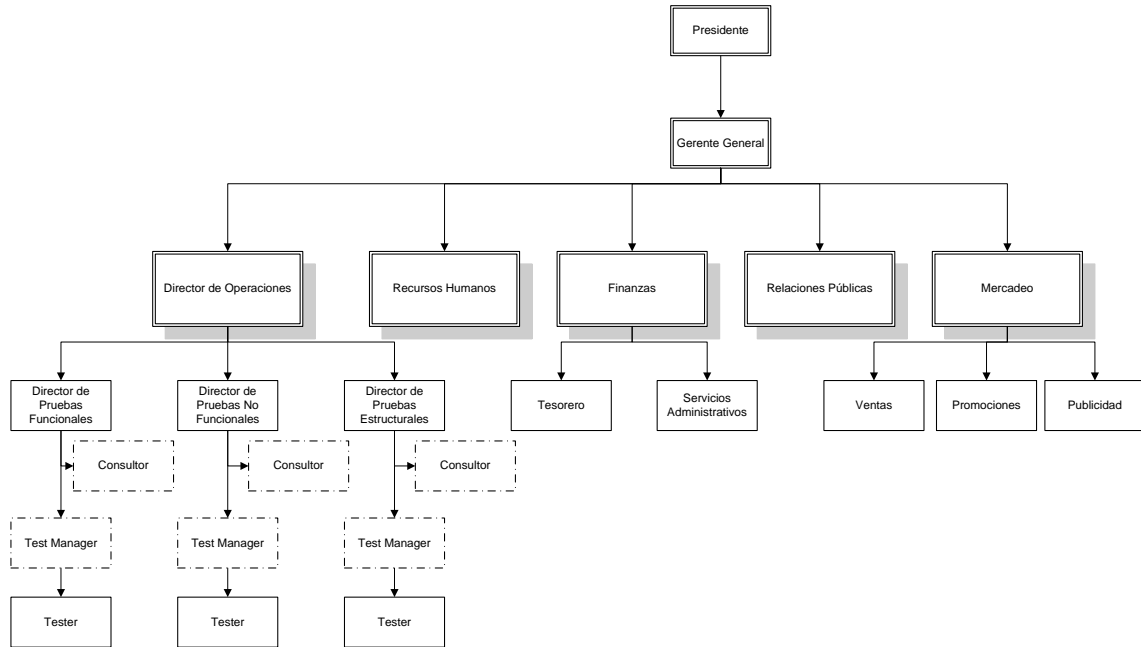 Presidente
Gerente General
Director de Operaciones
Recursos Humanos
Finanzas
Relaciones Públicas
Mercadeo
Director de
Pruebas
Funcionales
Director de
Pruebas No
Funcionales
Director de
Pruebas
Estructurales
Tesorero
Servicios
Administrativos
Ventas
Promociones
Publicidad
Consultor
Consultor
Consultor
Test Manager
Test Manager
Test Manager
Tester
Tester
Tester